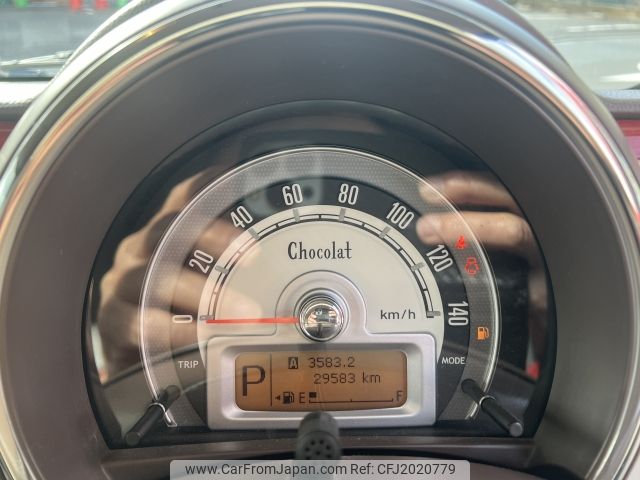 0 20 40 60 80 100 120 140
Chocolat
km/h
TRIP
MODE
P
A 3583.2
29583 km
E F
www.CarFromJapan.com | Ref. No: CFJ2020779